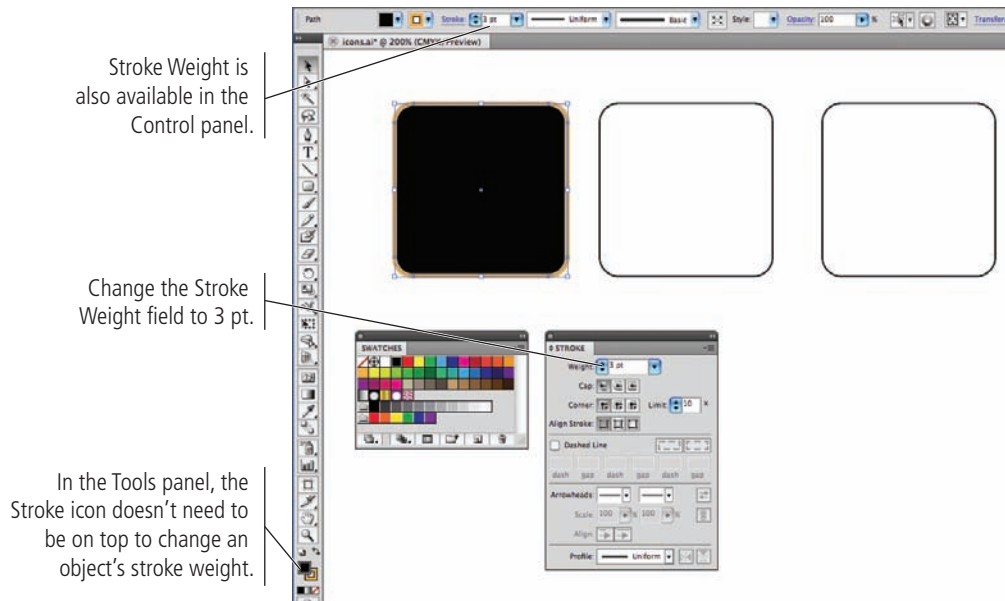 Path
Stroke: 3 pt Uniform Basic Style: Opacity: 100 % Transform
icons.ai* @ 200% (CMYK/Preview)
Stroke Weight is
also available in the
Control panel.
Change the Stroke
Weight field to 3 pt.
SWATCHES
STROKE
Weight: 3 pt
Cap:
Corner: Limit: 10 x
Align Stroke:
Dashed Line
dash gap dash gap dash gap
Arrowheads:
Scale: 100 % 100 %
Align:
Profile: Uniform
In the Tools panel, the
Stroke icon doesn’t need to
be on top to change an
object’s stroke weight.